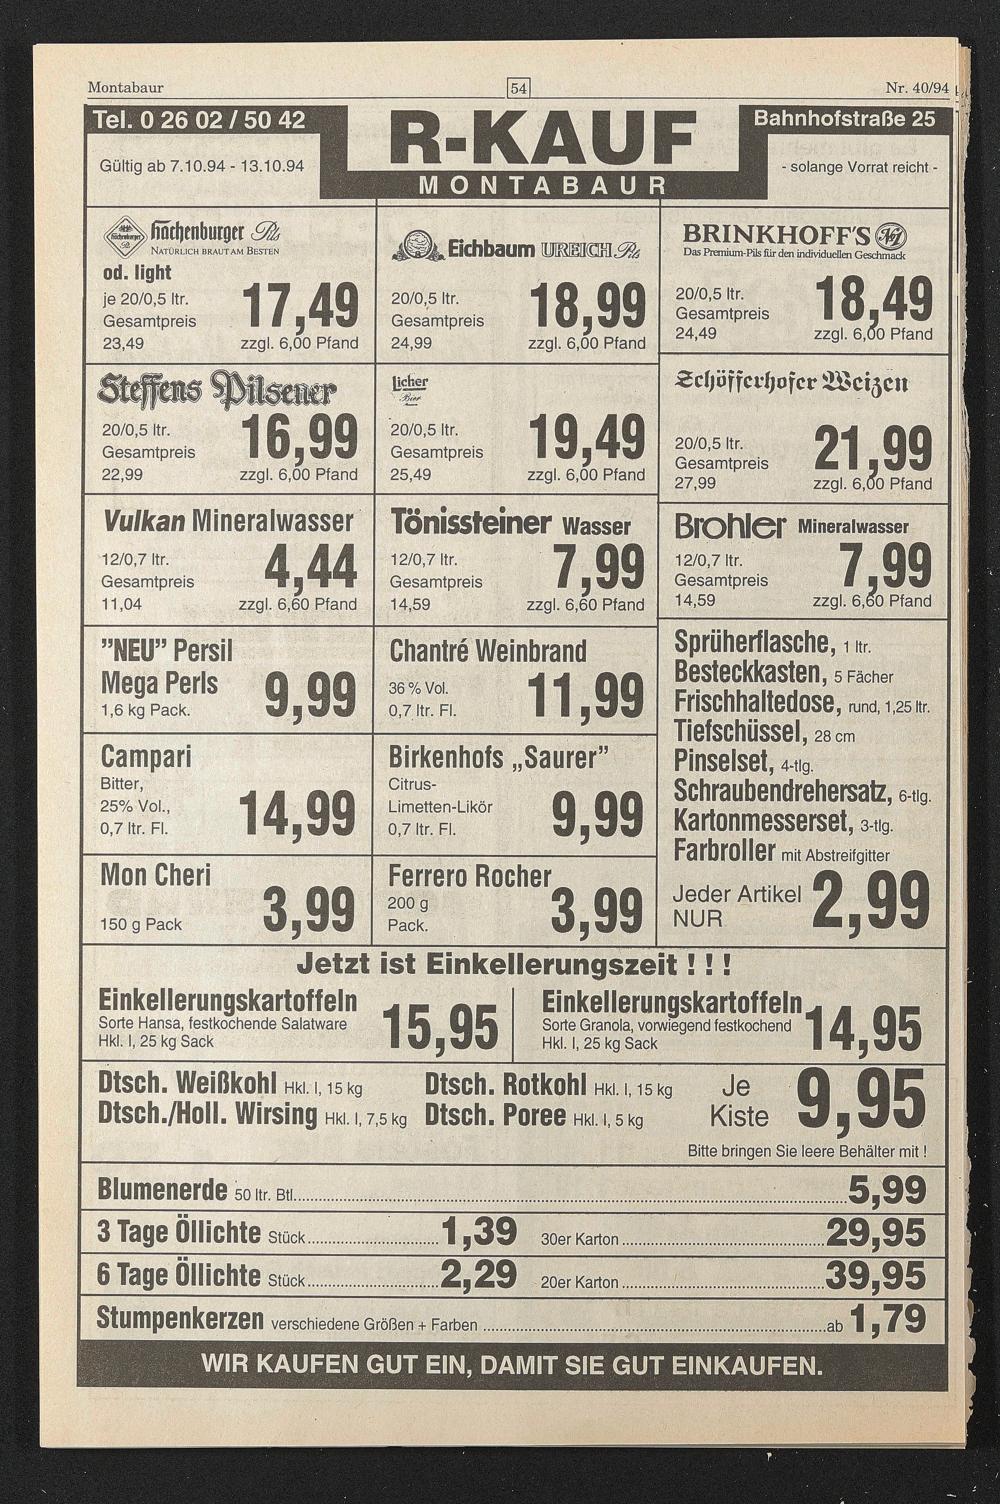 Montabaur
54
Nr. 40/94
Tel. 0 26 02 / 50 42
R-KAUF
MONTABAUR
Bahnhofstraße 25
Gültig ab 7.10.94 - 13.10.94
- solange Vorrat reicht -
Hachenburger Pils
NATÜRLICH BRAUT AM BESTEN
od. light
je 20/0,5 ltr.
Gesamtpreis
23,49
17,49
zzgl. 6,00 Pfand
Eichbaum UREICH Pils
20/0,5 ltr.
Gesamtpreis
24,99
18,99
zzgl. 6,00 Pfand
BRINKHOFF'S No1
Das Premium-Pils für den individuellen Geschmack
20/0,5 ltr.
Gesamtpreis
24,49
18,49
zzgl. 6,00 Pfand
Steffens Pilsener
20/0,5 ltr.
Gesamtpreis
22,99
16,99
zzgl. 6,00 Pfand
Licher
Bier
20/0,5 ltr.
Gesamtpreis
25,49
19,49
zzgl. 6,00 Pfand
Schöfferhofer Weizen
20/0,5 ltr.
Gesamtpreis
27,99
21,99
zzgl. 6,00 Pfand
Vulkan Mineralwasser
12/0,7 ltr.
Gesamtpreis
11,04
4,44
zzgl. 6,60 Pfand
Tönissteiner Wasser
12/0,7 ltr.
Gesamtpreis
14,59
7,99
zzgl. 6,60 Pfand
Brohler Mineralwasser
12/0,7 ltr.
Gesamtpreis
14,59
7,99
zzgl. 6,60 Pfand
"NEU" Persil
Mega Perls
1,6 kg Pack.
9,99
Chantré Weinbrand
36 % Vol.
0,7 ltr. Fl.
11,99
Campari
Bitter,
25% Vol.,
0,7 ltr. Fl.
14,99
Birkenhofs „Saurer"
Citrus-
Limetten-Likör
0,7 ltr. Fl.
9,99
Mon Cheri
150 g Pack
3,99
Ferrero Rocher
200 g
Pack.
3,99
Sprüherflasche, 1 ltr.
Besteckkasten, 5 Fächer
Frischhaltedose, rund, 1,25 ltr.
Tiefschüssel, 28 cm
Pinselset, 4-tlg.
Schraubendrehersatz, 6-tlg.
Kartonmesserset, 3-tlg.
Farbroller mit Abstreifgitter
Jeder Artikel
NUR
2,99
Jetzt ist Einkellerungszeit ! ! !
Einkellerungskartoffeln
Sorte Hansa, festkochende Salatware
Hkl. I, 25 kg Sack
15,95
Einkellerungskartoffeln
Sorte Granola, vorwiegend festkochend
Hkl. I, 25 kg Sack
14,95
Dtsch. Weißkohl Hkl. I, 15 kg
Dtsch. Rotkohl Hkl. I, 15 kg
Dtsch./Holl. Wirsing Hkl. I, 7,5 kg
Dtsch. Poree Hkl. I, 5 kg
Je
Kiste
9,95
Bitte bringen Sie leere Behälter mit !
Blumenerde 50 ltr. Btl. 5,99
3 Tage Öllichte Stück 1,39 30er Karton 29,95
6 Tage Öllichte Stück 2,29 20er Karton 39,95
Stumpenkerzen verschiedene Größen + Farben ab 1,79
WIR KAUFEN GUT EIN, DAMIT SIE GUT EINKAUFEN.